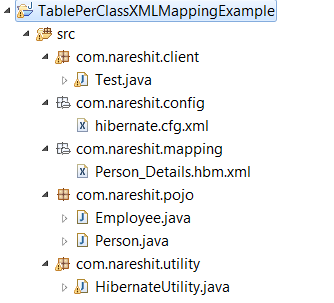 TablePerClassXMLMappingExample
src
com.nareshit.client
Test.java
com.nareshit.config
hibernate.cfg.xml
com.nareshit.mapping
Person_Details.hbm.xml
com.nareshit.pojo
Employee.java
Person.java
com.nareshit.utility
HibernateUtility.java